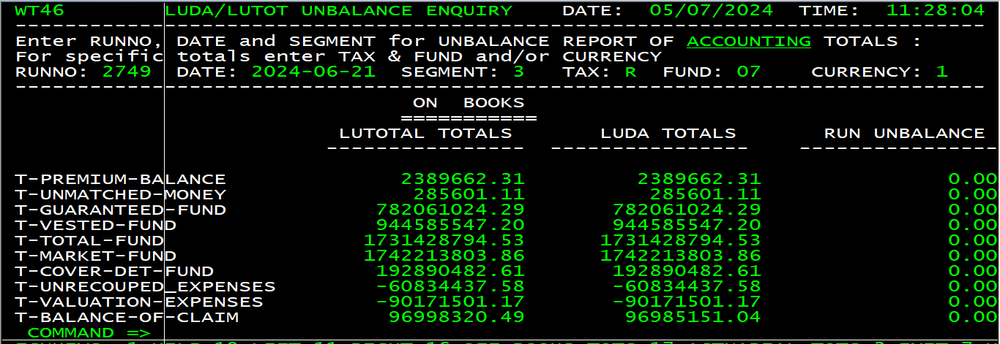 WT46 LUDA/LUTOT UNBALANCE ENQUIRY DATE: 05/07/2024 TIME: 11:28:04
-------------------------------------------------------------------------------
Enter RUNNO, DATE and SEGMENT for UNBALANCE REPORT OF ACCOUNTING TOTALS :
For specific totals enter TAX & FUND and/or CURRENCY
RUNNO: 2749 DATE: 2024-06-21 SEGMENT: 3 TAX: R FUND: 07 CURRENCY: 1
-------------------------------------------------------------------------------
ON BOOKS
===========
LUTOTAL TOTALS LUDA TOTALS RUN UNBALANCE
---------------- ---------------- ----------------
T-PREMIUM-BALANCE 2389662.31 2389662.31 0.00
T-UNMATCHED-MONEY 285601.11 285601.11 0.00
T-GUARANTEED-FUND 782061024.29 782061024.29 0.00
T-VESTED-FUND 944585547.20 944585547.20 0.00
T-TOTAL-FUND 1731428794.53 1731428794.53 0.00
T-MARKET-FUND 1742213803.86 1742213803.86 0.00
T-COVER-DET-FUND 192890482.61 192890482.61 0.00
T-UNRECOUPED_EXPENSES -60834437.58 -60834437.58 0.00
T-VALUATION-EXPENSES -90171501.17 -90171501.17 0.00
T-BALANCE-OF-CLAIM 96998320.49 96985151.04 0.00
COMMAND =>